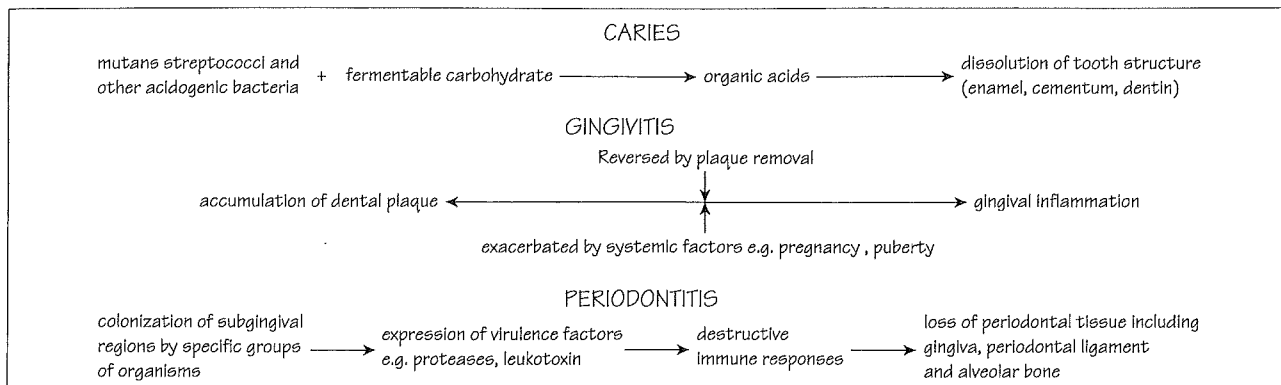 CARIES
mutans streptococci and
other acidogenic bacteria
+
fermentable carbohydrate
organic acids
dissolution of tooth structure
(enamel, cementum, dentin)
GINGIVITIS
Reversed by plaque removal
accumulation of dental plaque
gingival inflammation
exacerbated by systemic factors e.g. pregnancy , puberty
PERIODONTITIS
colonization of subgingival
regions by specific groups
of organisms
expression of virulence factors
e.g. proteases, leukotoxin
destructive
immune responses
loss of periodontal tissue including
gingiva, periodontal ligament
and alveolar bone